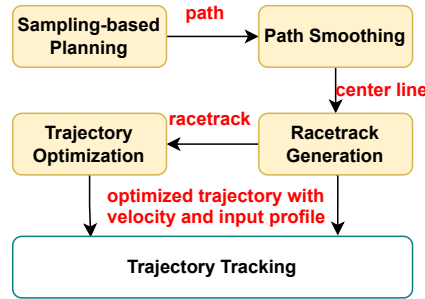 Sampling-based
Planning
path
Path Smoothing
center line
Trajectory
Optimization
racetrack
Racetrack
Generation
optimized trajectory with
velocity and input profile
Trajectory Tracking